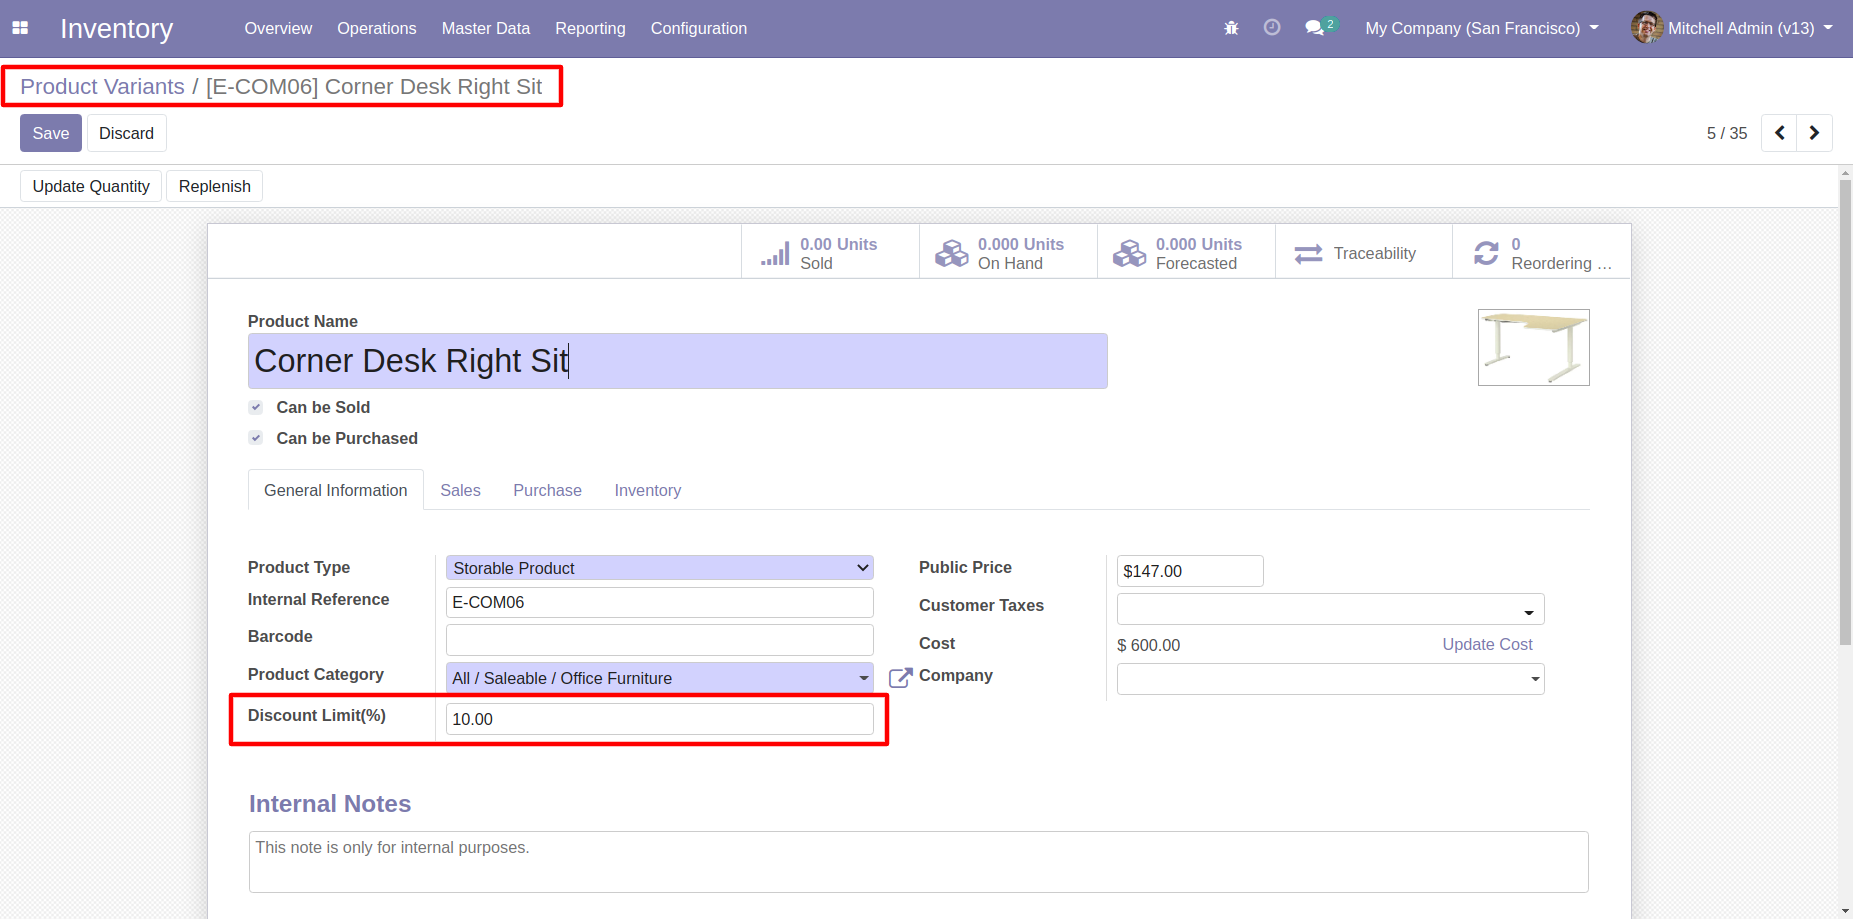 Inventory
Overview Operations Master Data Reporting Configuration
2
My Company (San Francisco)
Mitchell Admin (v13)
Product Variants / [E-COM06] Corner Desk Right Sit
Save Discard
5 / 35
Update Quantity Replenish
0.00 Units
Sold
0.000 Units
On Hand
0.000 Units
Forecasted
Traceability
0
Reordering ...
Product Name
Corner Desk Right Sit
Can be Sold
Can be Purchased
General Information Sales Purchase Inventory
Product Type Storable Product
Internal Reference E-COM06
Barcode
Product Category All / Saleable / Office Furniture
Discount Limit(%) 10.00
Public Price $147.00
Customer Taxes
Cost $ 600.00 Update Cost
Company
Internal Notes
This note is only for internal purposes.